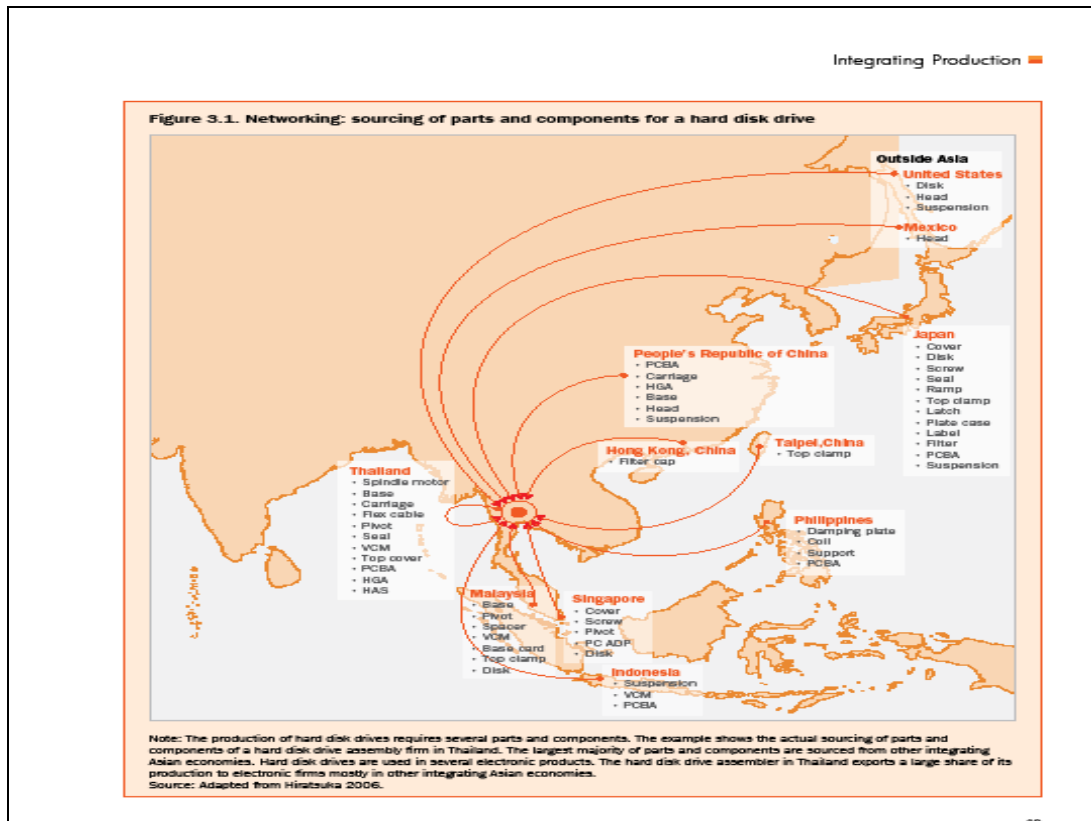 Integrating Production
Figure 3.1. Networking: sourcing of parts and components for a hard disk drive
Outside Asia
United States
• Disk
• Head
• Suspension
Mexico
• Head
Japan
• Cover
• Disk
• Screw
• Seal
• Ramp
• Top clamp
• Latch
• Plate case
• Label
• Filter
• PCBA
• Suspension
People's Republic of China
• PCBA
• Carriage
• HGA
• Base
• Head
• Suspension
Hong Kong, China
• Filter cap
Taipei,China
• Top clamp
Thailand
• Spindle motor
• Base
• Carriage
• Flex cable
• Pivot
• Seal
• VCM
• Top cover
• PCBA
• HGA
• HAS
Philippines
• Damping plate
• Coil
• Support
• PCBA
Malaysia
• Base
• Pivot
• Spacer
• VCM
• Base card
• Top clamp
• Disk
Singapore
• Cover
• Screw
• Pivot
• PC ADP
• Disk
Indonesia
• Suspension
• VCM
• PCBA
Note: The production of hard disk drives requires several parts and components. The example shows the actual sourcing of parts and
components of a hard disk drive assembly firm in Thailand. The largest majority of parts and components are sourced from other integrating
Asian economies. Hard disk drives are used in several electronic products. The hard disk drive assembler in Thailand exports a large share of its
production to electronic firms mostly in other integrating Asian economies.
Source: Adapted from Hiratsuka 2006.